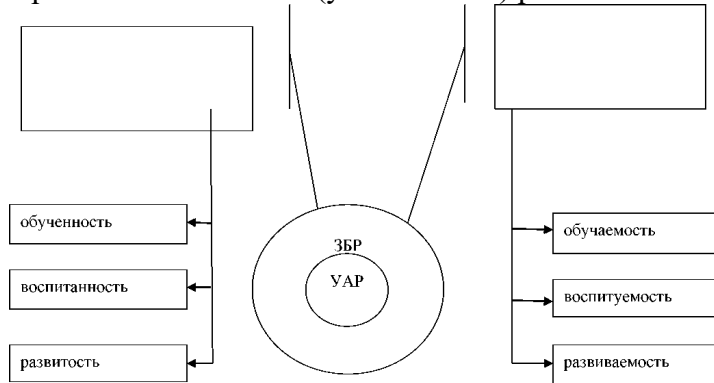 обученность
воспитанность
развитость
ЗБР
УАР
обучаемость
воспитуемость
развиваемость